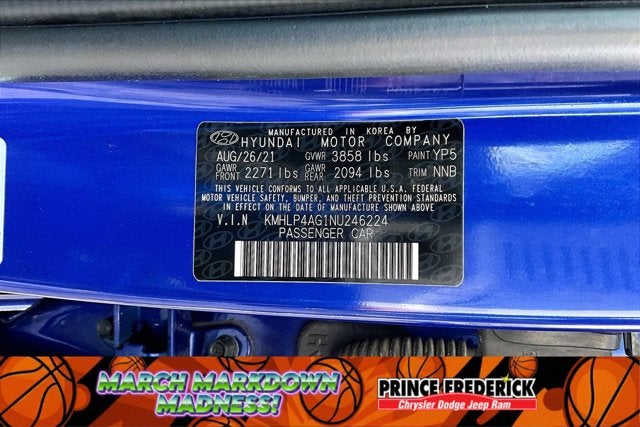 MANUFACTURED IN KOREA BY
HYUNDAI MOTOR COMPANY
AUG/26/21 GVWR 3858 lbs PAINT YP5
GAWR FRONT 2271 lbs GAWR REAR 2094 lbs TRIM NNB
THIS VEHICLE CONFORMS TO ALL APPLICABLE U.S.A. FEDERAL
MOTOR VEHICLE SAFETY, BUMPER, AND THEFT PREVENTION
STANDARDS IN EFFECT ON THE DATE OF MANUFACTURE SHOWN ABOVE.
V.I.N KMHLP4AG1NU246224
PASSENGER CAR
MARCH MARKDOWN
MADNESS!
PRINCE FREDERICK
Chrysler Dodge Jeep Ram